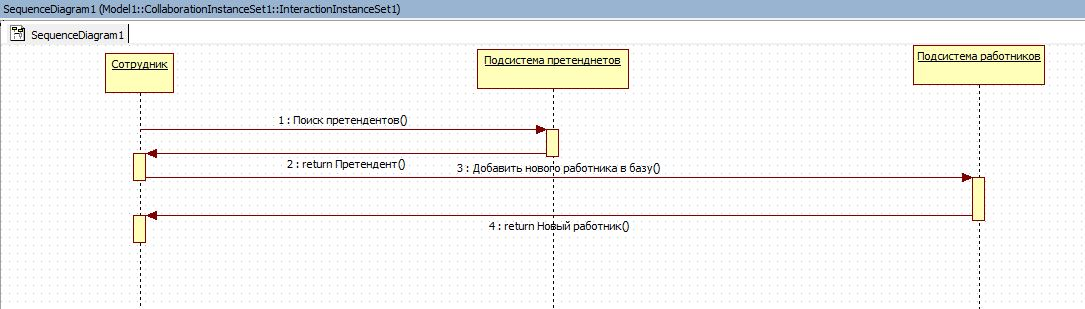 SequenceDiagram1 (Model1::CollaborationInstanceSet1::InteractionInstanceSet1)
SequenceDiagram1
Сотрудник
Подсистема претенднетов
Подсистема работников
1 : Поиск претендентов()
2 : return Претендент()
3 : Добавить нового работника в базу()
4 : return Новый работник()